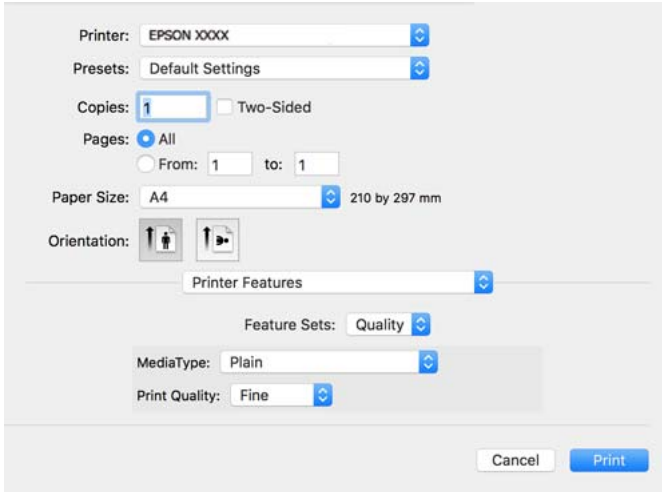 Printer: EPSON XXXX
Presets: Default Settings
Copies: 1 Two-Sided
Pages: All
From: 1 to: 1
Paper Size: A4 210 by 297 mm
Orientation:
Printer Features
Feature Sets: Quality
MediaType: Plain
Print Quality: Fine
Cancel Print